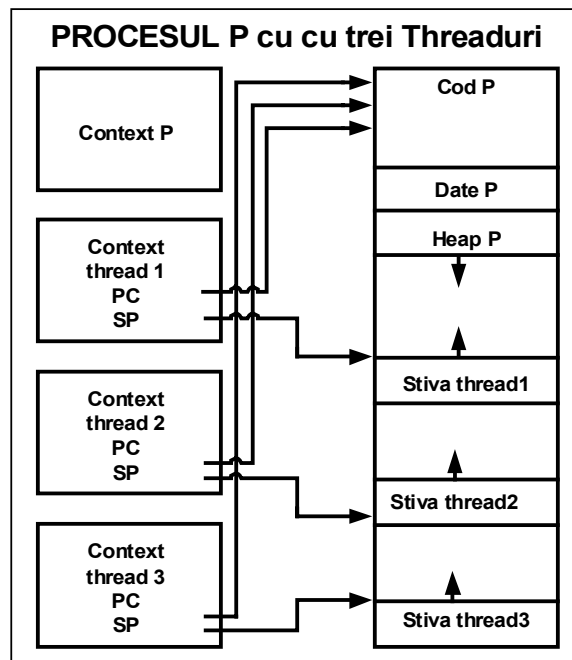 PROCESUL P cu cu trei Threaduri
Context P
Context
thread 1
PC
SP
Context
thread 2
PC
SP
Context
thread 3
PC
SP
Cod P
Date P
Heap P
Stiva thread1
Stiva thread2
Stiva thread3